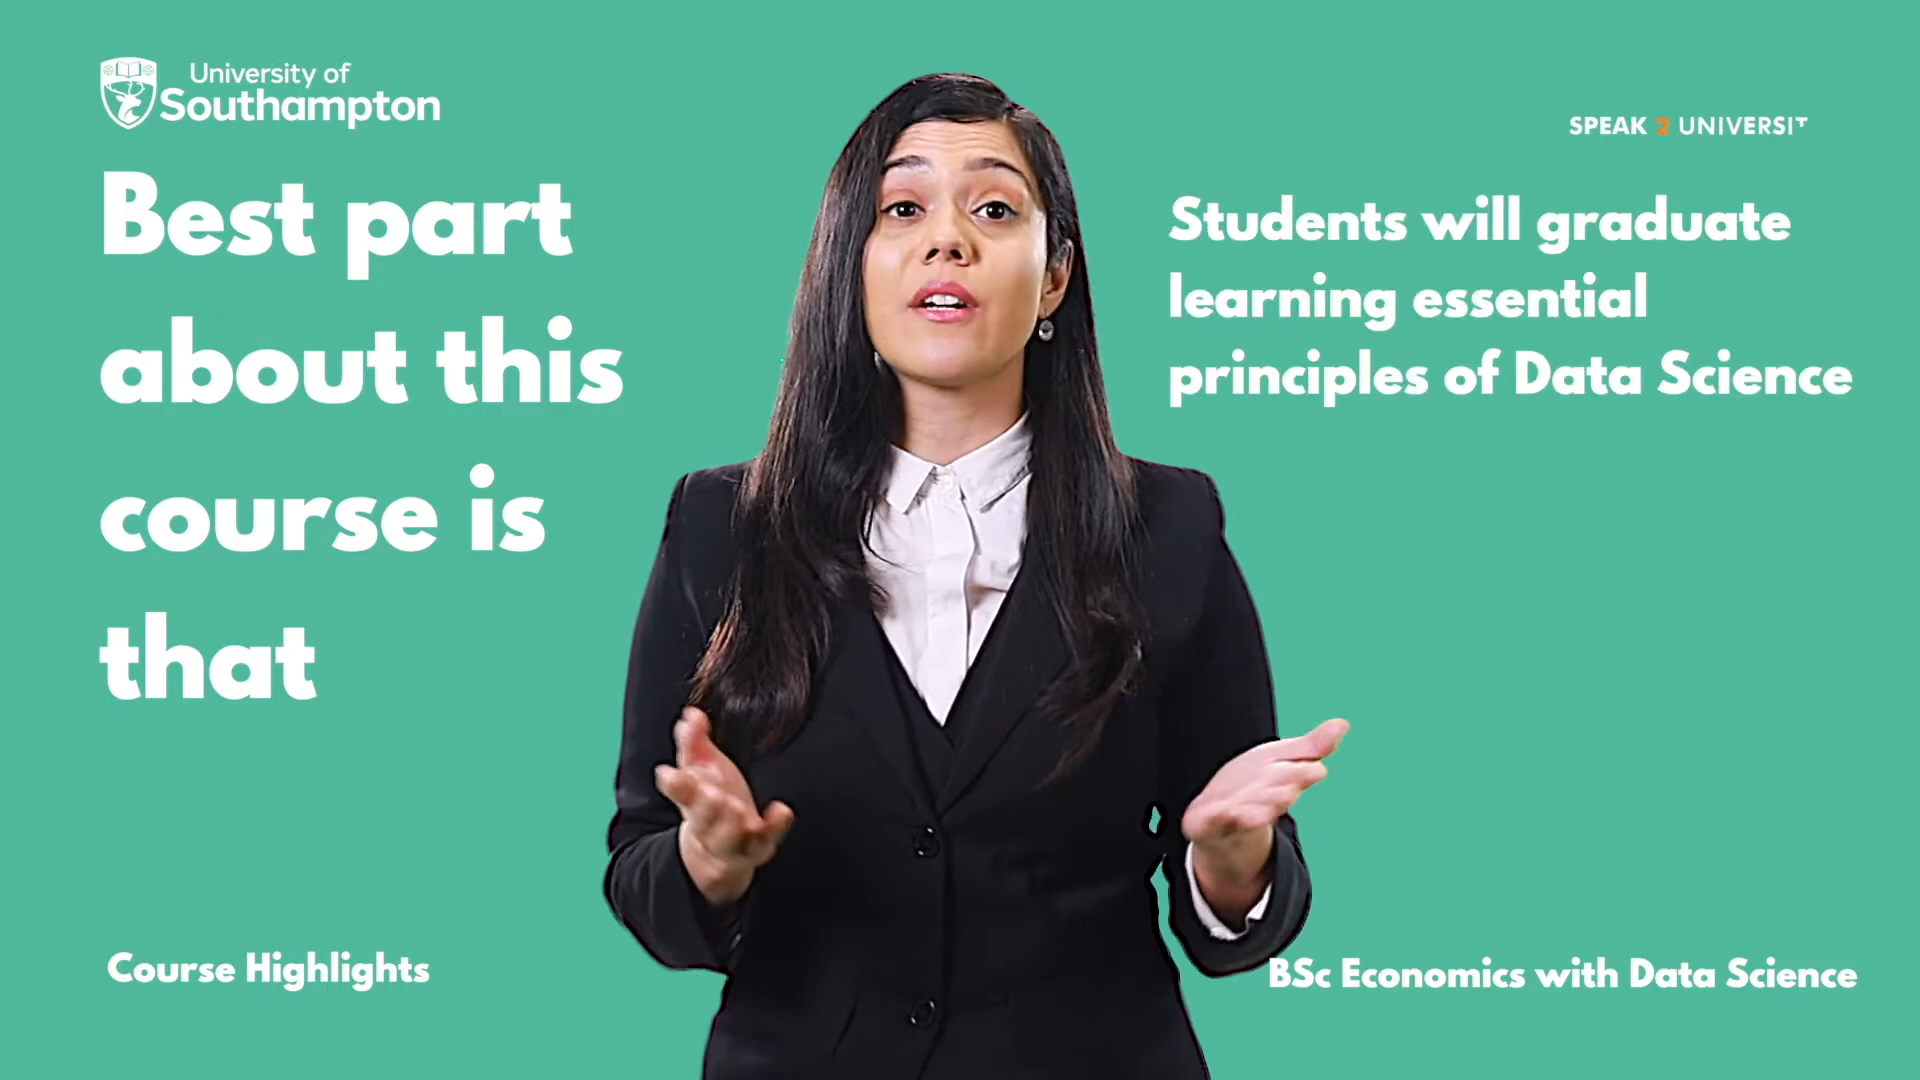 University of
Southampton
SPEAK 2 UNIVERSIT
Best part
about this
course is
that
Students will graduate
learning essential
principles of Data Science
Course Highlights
BSc Economics with Data Science